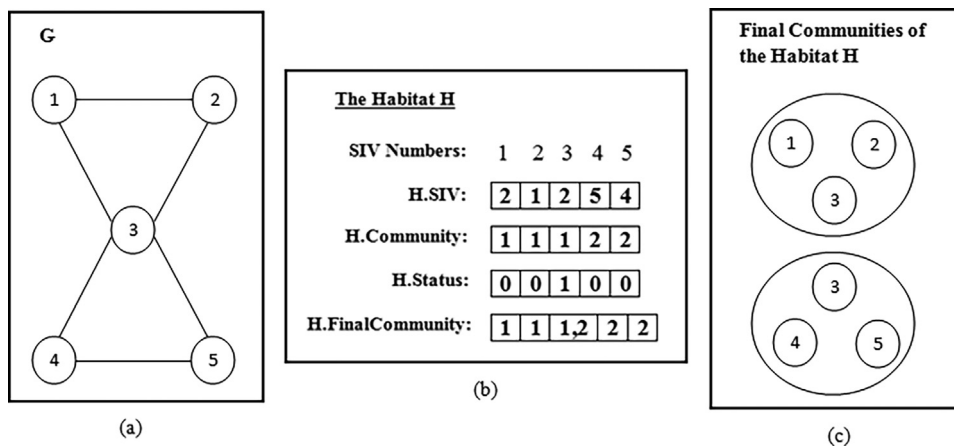 G
1 2
3
4 5
(a)
The Habitat H
SIV Numbers: 1 2 3 4 5
H.SIV: 2 1 2 5 4
H.Community: 1 1 1 2 2
H.Status: 0 0 1 0 0
H.FinalCommunity: 1 1 1,2 2 2 2
(b)
Final Communities of
the Habitat H
1 2
3
3
4 5
(c)